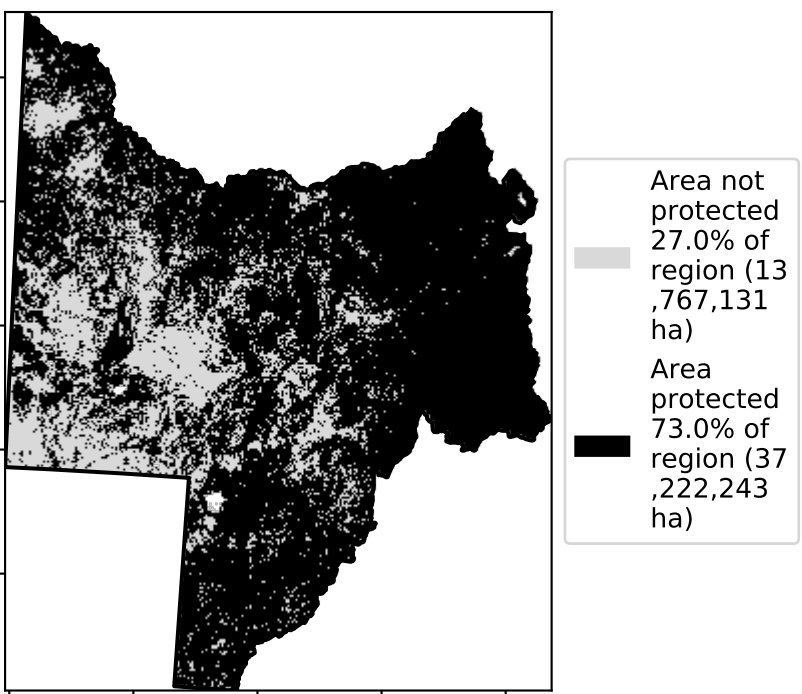 Area not
protected
27.0% of
region (13
,767,131
ha)
Area
protected
73.0% of
region (37
,222,243
ha)